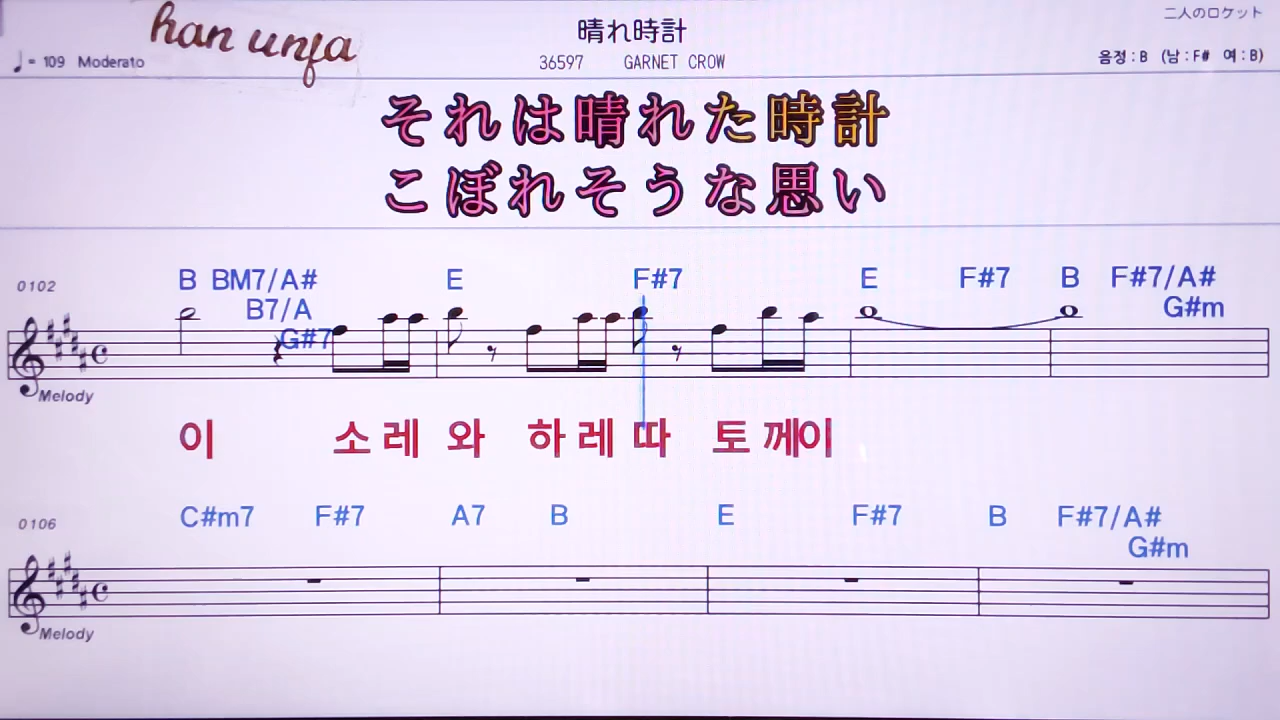 han unja
晴れ時計
二人のロケット
♩= 109 Moderato
36597 GARNET CROW
음정 : B (남 : F# 여 : B)
それは晴れた時計
こぼれそうな思い
0102
B BM7/A# E F#7 E F#7 B F#7/A#
B7/A G#m
G#7
Melody
이 소 레 와 하 레 따 토 께이
0106
C#m7 F#7 A7 B E F#7 B F#7/A#
G#m
Melody